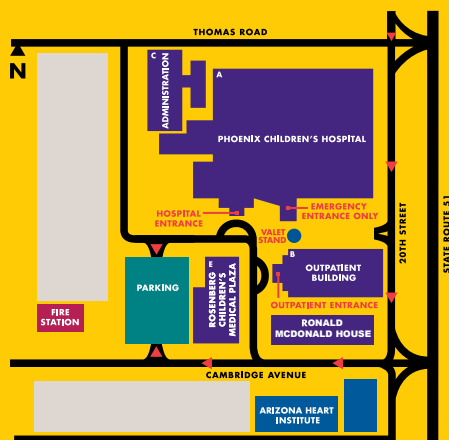 THOMAS ROAD
N
C
ADMINISTRATION
A
PHOENIX CHILDREN'S HOSPITAL
HOSPITAL
ENTRANCE
EMERGENCY
ENTRANCE ONLY
VALET
STAND
20TH STREET
STATE ROUTE 51
B
OUTPATIENT
BUILDING
OUTPATIENT ENTRANCE
PARKING
E
ROSENBERG
CHILDREN'S
MEDICAL PLAZA
FIRE
STATION
RONALD
MCDONALD HOUSE
CAMBRIDGE AVENUE
ARIZONA HEART
INSTITUTE